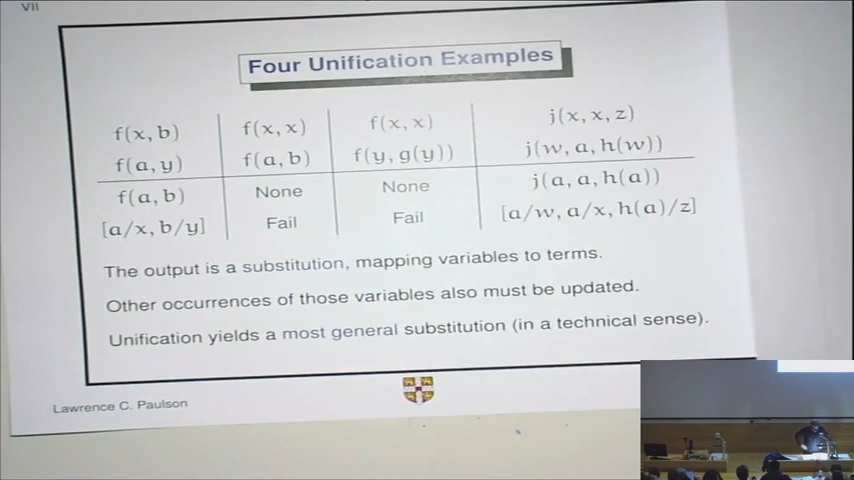 VII
Four Unification Examples
f(x, b) f(x, x) f(x, x) j(x, x, z)
f(a, y) f(a, b) f(y, g(y)) j(w, a, h(w))
f(a, b) None None j(a, a, h(a))
[a/x, b/y] Fail Fail [a/w, a/x, h(a)/z]
The output is a substitution, mapping variables to terms.
Other occurrences of those variables also must be updated.
Unification yields a most general substitution (in a technical sense).
Lawrence C. Paulson